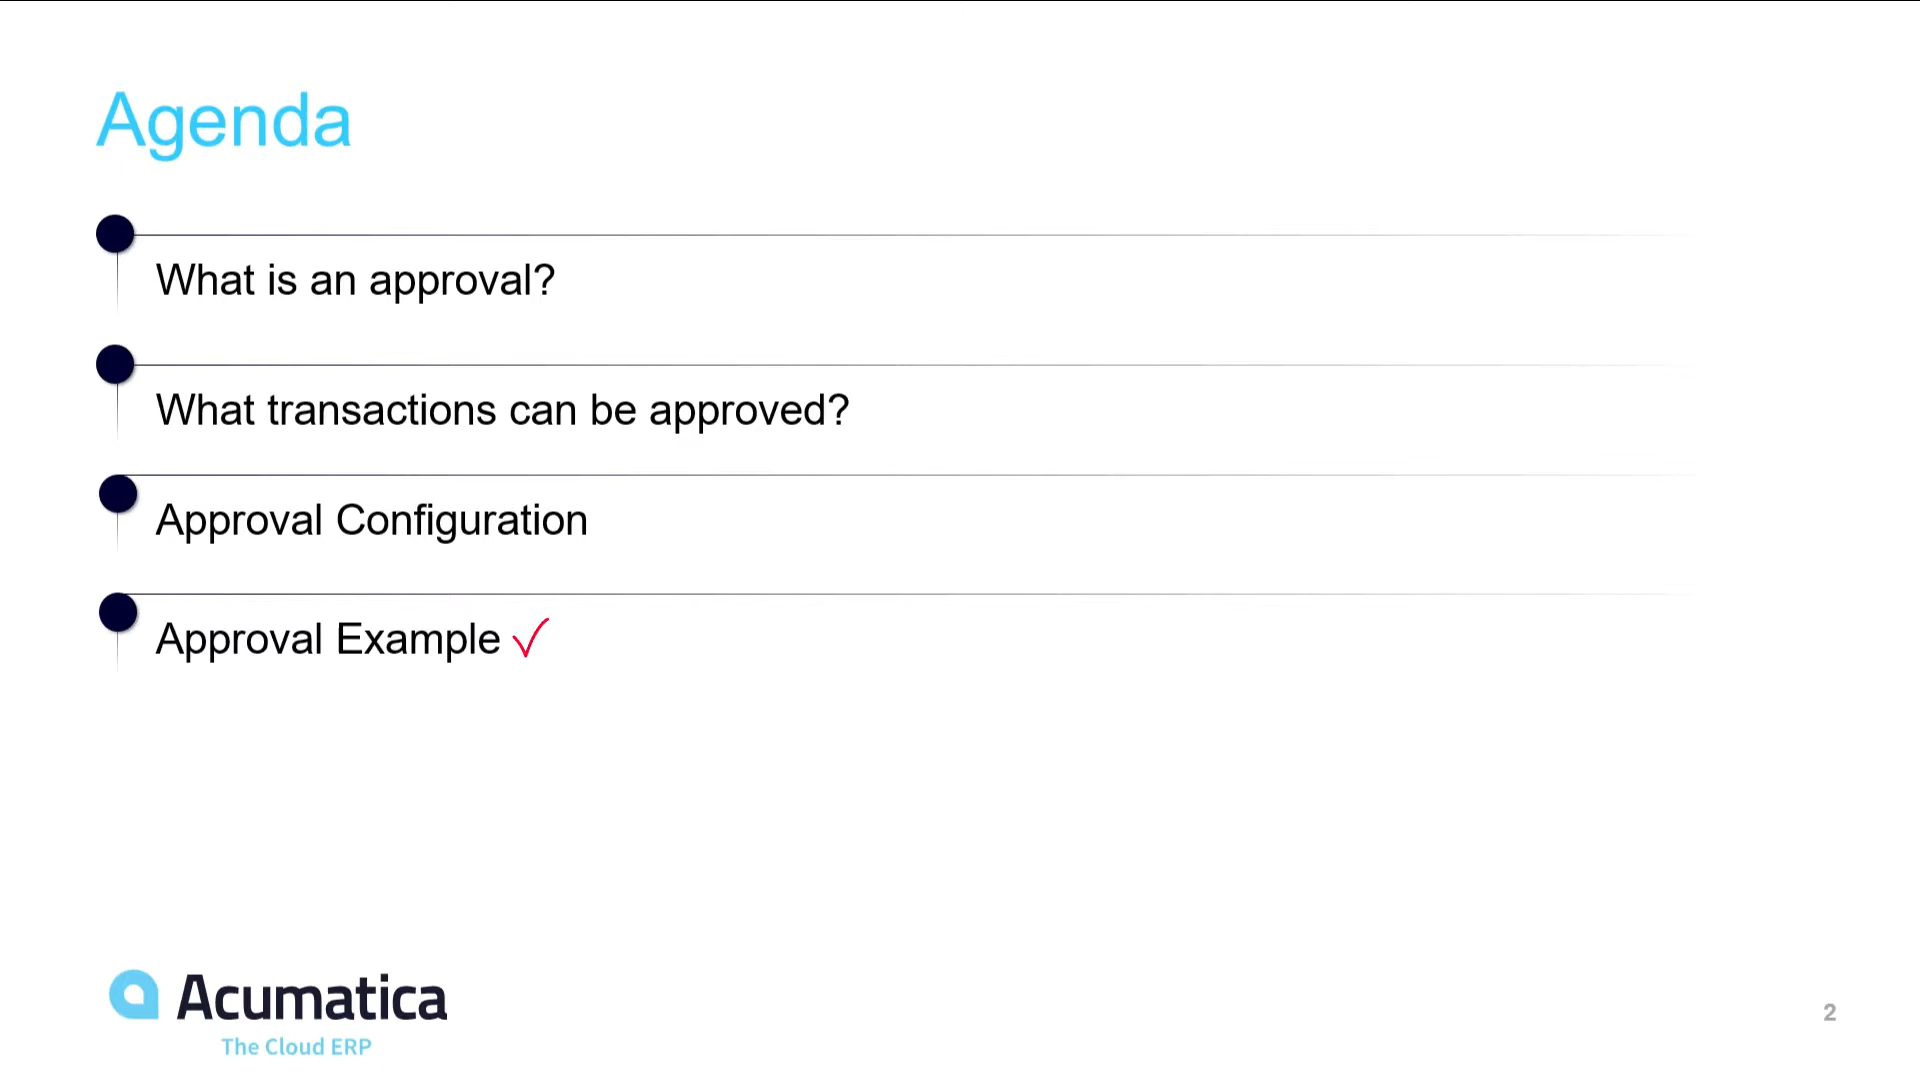 Agenda
What is an approval?
What transactions can be approved?
Approval Configuration
Approval Example
Acumatica
The Cloud ERP
2